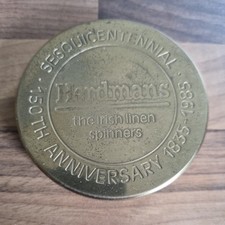 SESQUICENTENNIAL
Herdmans
the irish linen
spinners
150TH ANNIVERSARY 1835-1985